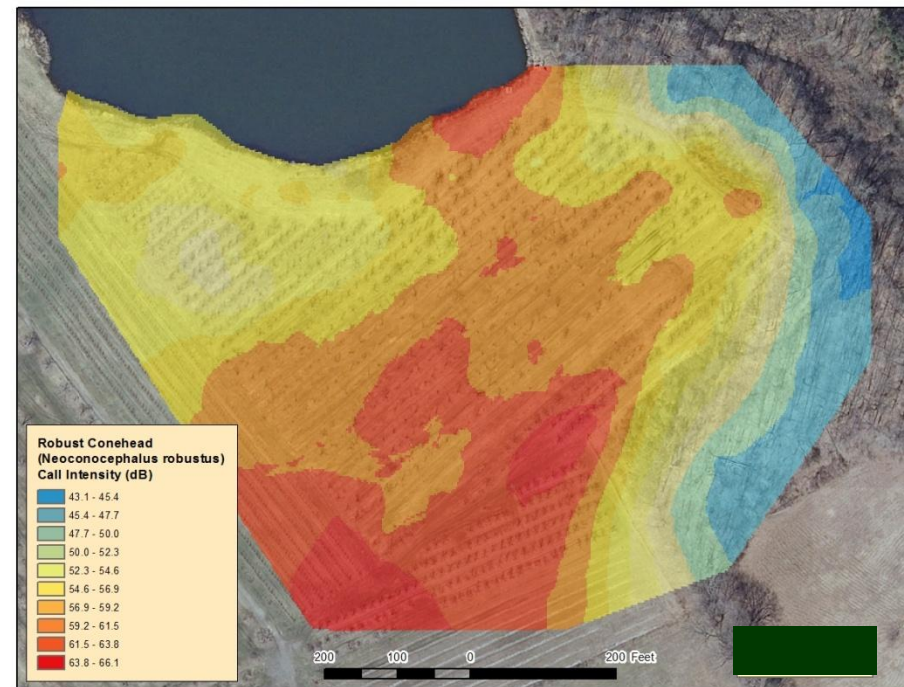 Robust Conehead
(Neoconocephalus robustus)
Call Intensity (dB)
43.1 - 45.4
45.4 - 47.7
47.7 - 50.0
50.0 - 52.3
52.3 - 54.6
54.6 - 56.9
56.9 - 59.2
59.2 - 61.5
61.5 - 63.8
63.8 - 66.1
200 100 0 200 Feet